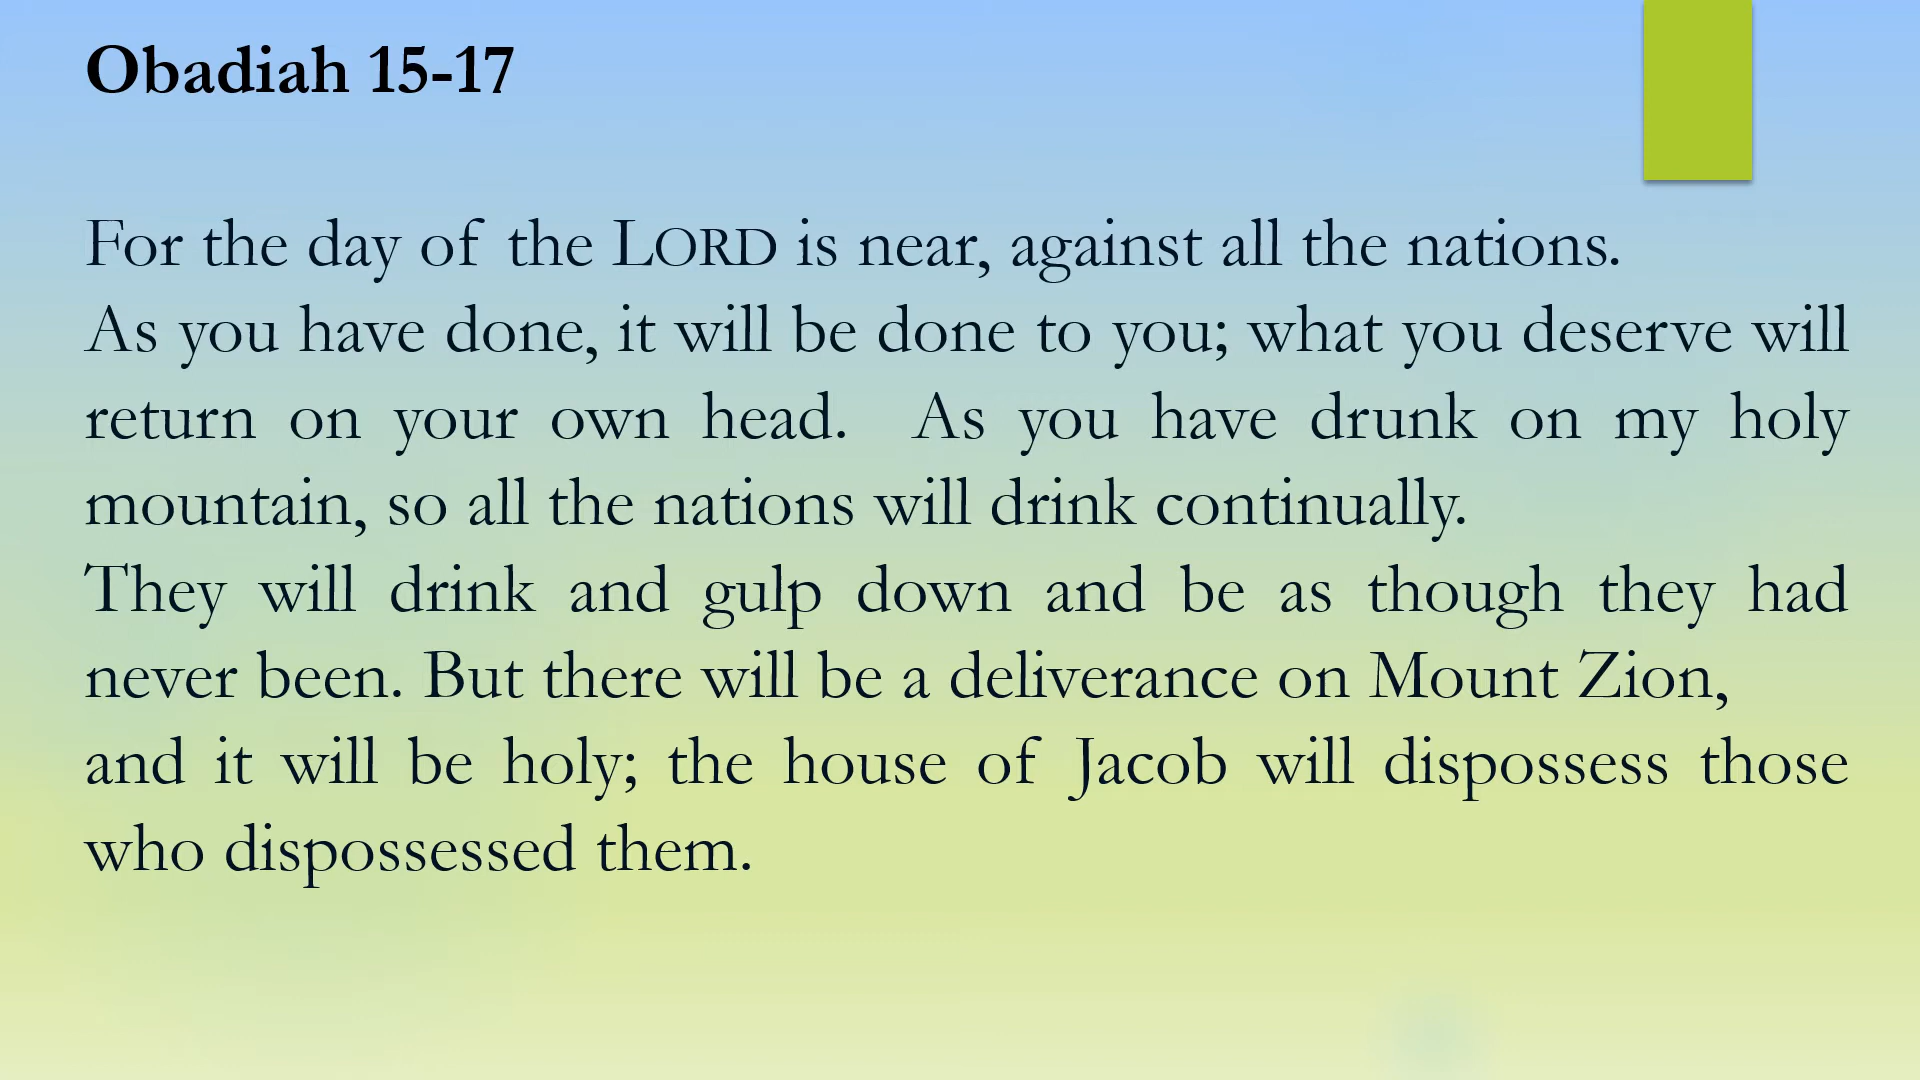 Obadiah 15-17
For the day of the LORD is near, against all the nations.
As you have done, it will be done to you; what you deserve will
return on your own head. As you have drunk on my holy
mountain, so all the nations will drink continually.
They will drink and gulp down and be as though they had
never been. But there will be a deliverance on Mount Zion,
and it will be holy; the house of Jacob will dispossess those
who dispossessed them.